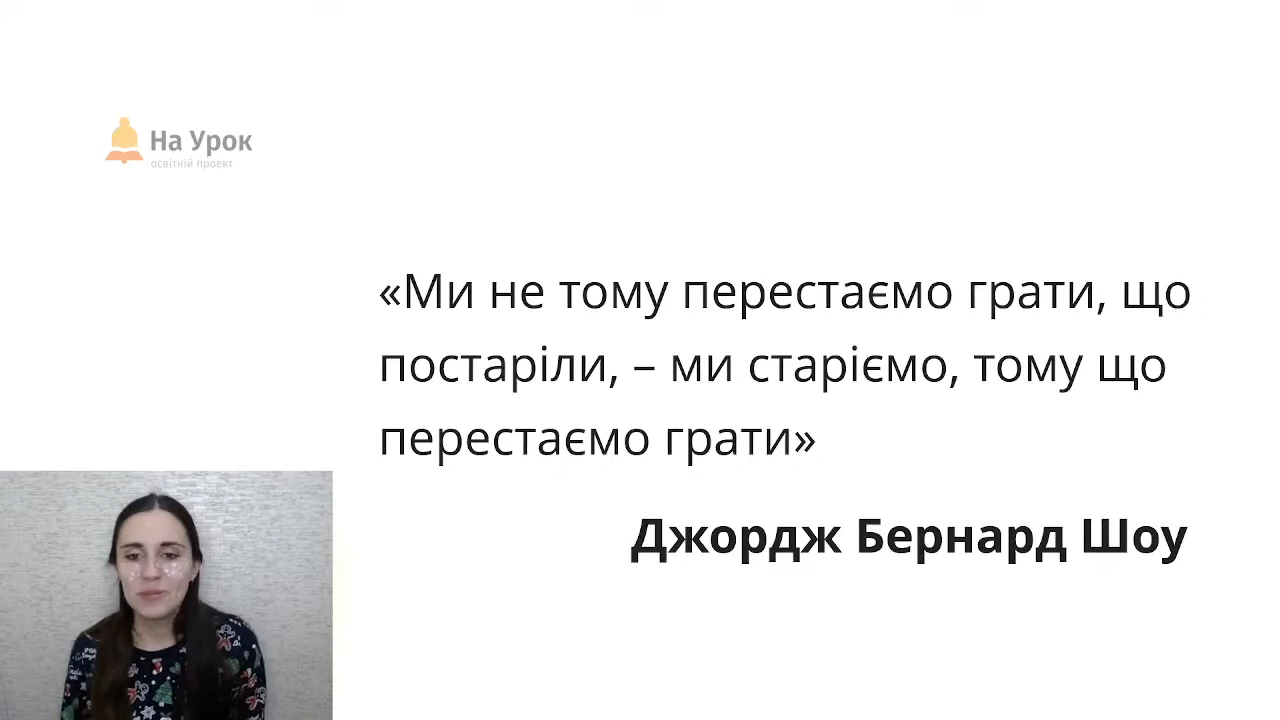 На Урок
освітній проект
«Ми не тому перестаємо грати, що
постаріли, – ми старіємо, тому що
перестаємо грати»
Джордж Бернард Шоу